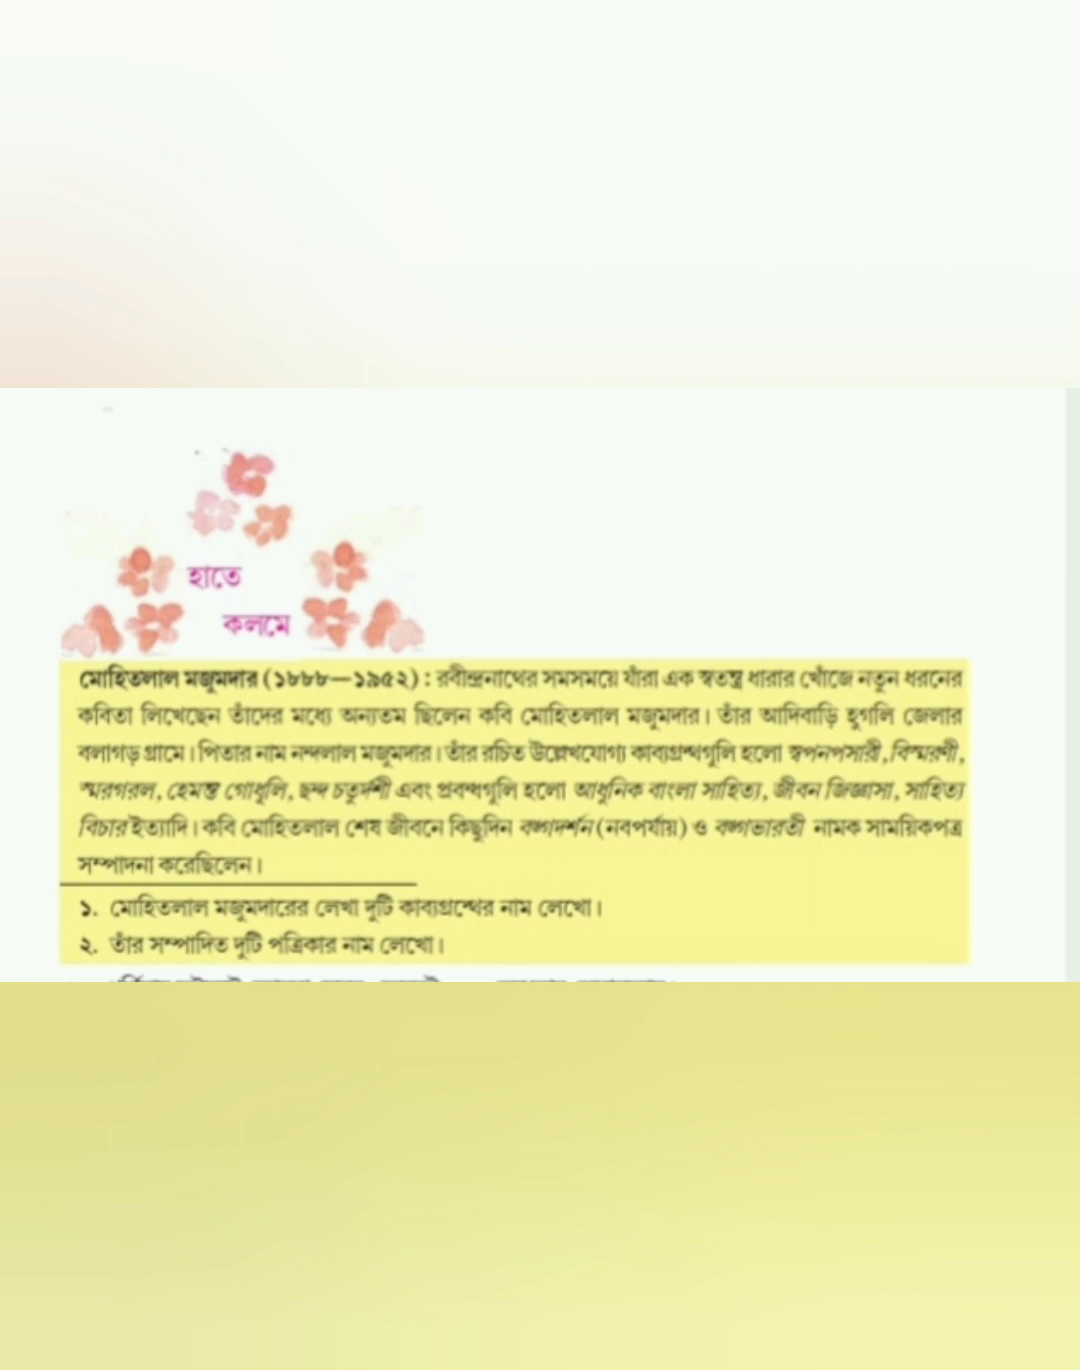 হাতে
কলমে
মোহিতলাল মজুমদার (১৮৮৮—১৯৫২) : রবীন্দ্রনাথের সমসময়ে যাঁরা এক স্বতন্ত্র ধারার খোঁজে নতুন ধরনের
কবিতা লিখেছেন তাঁদের মধ্যে অন্যতম ছিলেন কবি মোহিতলাল মজুমদার। তাঁর আদিবাড়ি হুগলি জেলার
বলাগড় গ্রামে। পিতার নাম নন্দলাল মজুমদার। তাঁর রচিত উল্লেখযোগ্য কাব্যগ্রন্থগুলি হলো স্বপনপসারী, বিস্মরণী,
স্মরগরল, হেমন্ত গোধূলি, ছন্দ চতুর্দশী এবং প্রবন্ধগুলি হলো আধুনিক বাংলা সাহিত্য, জীবন জিজ্ঞাসা, সাহিত্য
বিচার ইত্যাদি। কবি মোহিতলাল শেষ জীবনে কিছুদিন বঙ্গদর্শন (নবপর্যায়) ও বঙ্গভারতী নামক সাময়িকপত্র
সম্পাদনা করেছিলেন।
১. মোহিতলাল মজুমদারের লেখা দুটি কাব্যগ্রন্থের নাম লেখো।
২. তাঁর সম্পাদিত দুটি পত্রিকার নাম লেখো।